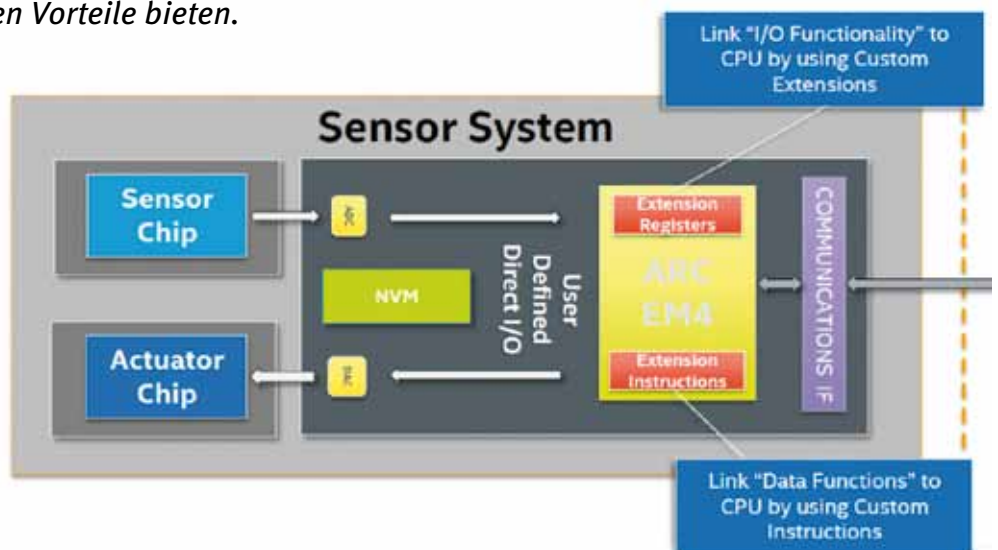 en Vorteile bieten.
Link "I/O Functionality" to
CPU by using Custom
Extensions
Sensor System
Sensor
Chip
Extension
Registers
COMMUNICATIONS IF
ARC
EM4
User
Defined
Direct I/O
NVM
Actuator
Chip
Extension
Instructions
Link "Data Functions" to
CPU by using Custom
Instructions